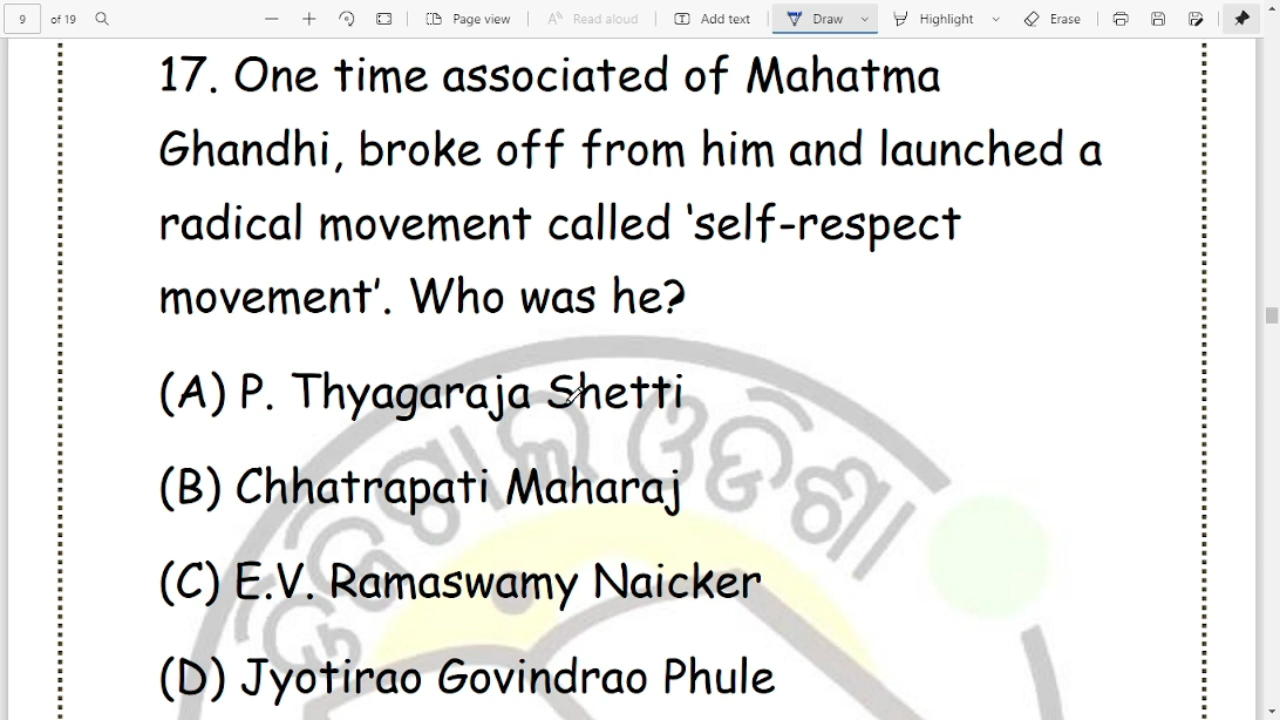 9 of 19 Page view Read aloud Add text Draw Highlight Erase
17. One time associated of Mahatma
Ghandhi, broke off from him and launched a
radical movement called ‘self-respect
movement’. Who was he?
(A) P. Thyagaraja Shetti
(B) Chhatrapati Maharaj
(C) E.V. Ramaswamy Naicker
(D) Jyotirao Govindrao Phule